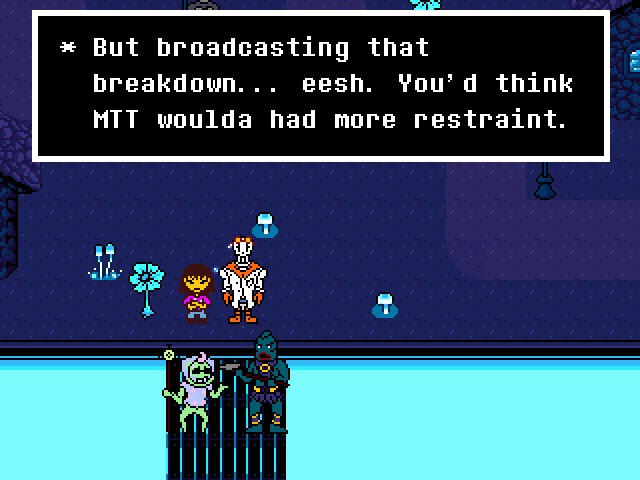 * But broadcasting that
breakdown... eesh. You'd think
MTT woulda had more restraint.